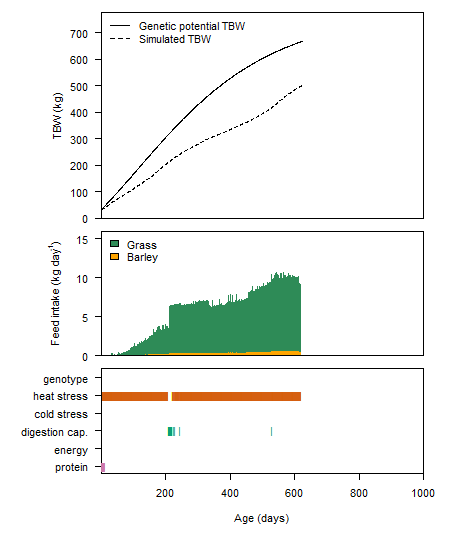 Genetic potential TBW
Simulated TBW
TBW (kg)
700
600
500
400
300
200
100
0
Grass
Barley
Feed intake (kg day⁻¹)
15
10
5
0
genotype
heat stress
cold stress
digestion cap.
energy
protein
200 400 600 800 1000
Age (days)